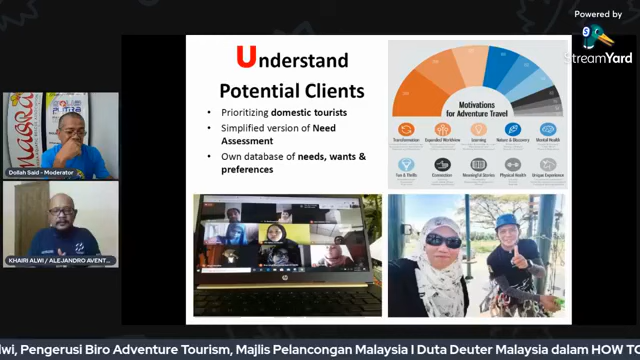 Powered by
StreamYard
Understand
Potential Clients
• Prioritizing domestic tourists
• Simplified version of Need
Assessment
• Own database of needs, wants &
preferences
Motivations
for Adventure Travel
Transformation
Expanded Worldview
Learning
Nature & Discovery
Mental Health
Fun & Thrills
Connection
Meaningful Stories
Physical Health
Unique Experience
Dollah Said - Moderator
KHAIRI ALWI / ALEJANDRO AVENT...
lwi, Pengerusi Biro Adventure Tourism, Majlis Pelancongan Malaysia I Duta Deuter Malaysia dalam HOW TO